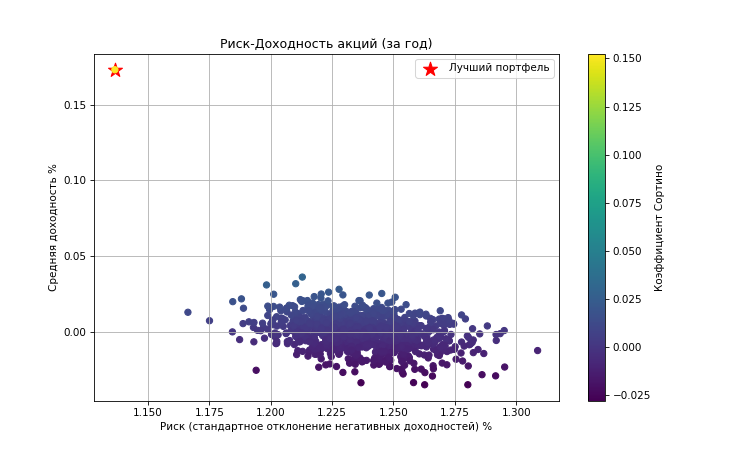 Риск-Доходность акций (за год)
Лучший портфель
Средняя доходность %
0.15
0.10
0.05
0.00
1.150 1.175 1.200 1.225 1.250 1.275 1.300
Риск (стандартное отклонение негативных доходностей) %
0.150
0.125
0.100
0.075
0.050
0.025
0.000
−0.025
Коэффициент Сортино